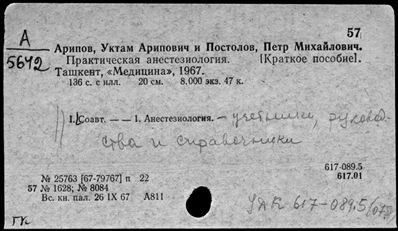 57
А
5642
Арипов, Уктам Арипович и Постолов, Петр Михайлович.
Практическая анестезиология. [Краткое пособие].
Ташкент, «Медицина», 1967.
136 с. с илл. 20 см. 8.000 экз. 47 к.
I. Соавт. — — 1. Анестезиология. – учебники, руковод-
ства и справочники
617-089.5
№ 25763 [67-79767] п 22 617.01
57 № 1628; № 8084
Вс. кн. пал. 26 IX 67 А811
УДК 617-089.5(078)
ГК